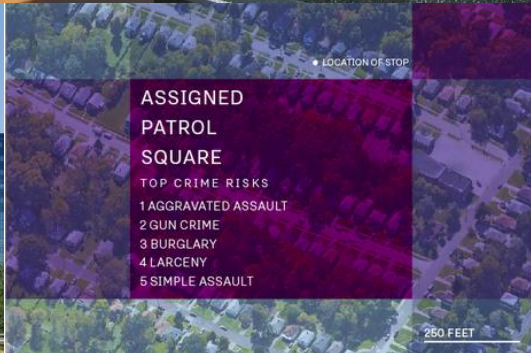 LOCATION OF STOP
ASSIGNED
PATROL
SQUARE
TOP CRIME RISKS
1 AGGRAVATED ASSAULT
2 GUN CRIME
3 BURGLARY
4 LARCENY
5 SIMPLE ASSAULT
250 FEET